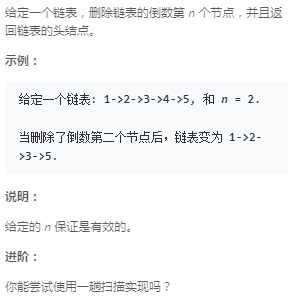 给定一个链表，删除链表的倒数第 n 个节点，并且返
回链表的头结点。
示例：
给定一个链表: 1->2->3->4->5, 和 n = 2.
当删除了倒数第二个节点后，链表变为 1->2-
>3->5.
说明：
给定的 n 保证是有效的。
进阶：
你能尝试使用一趟扫描实现吗？